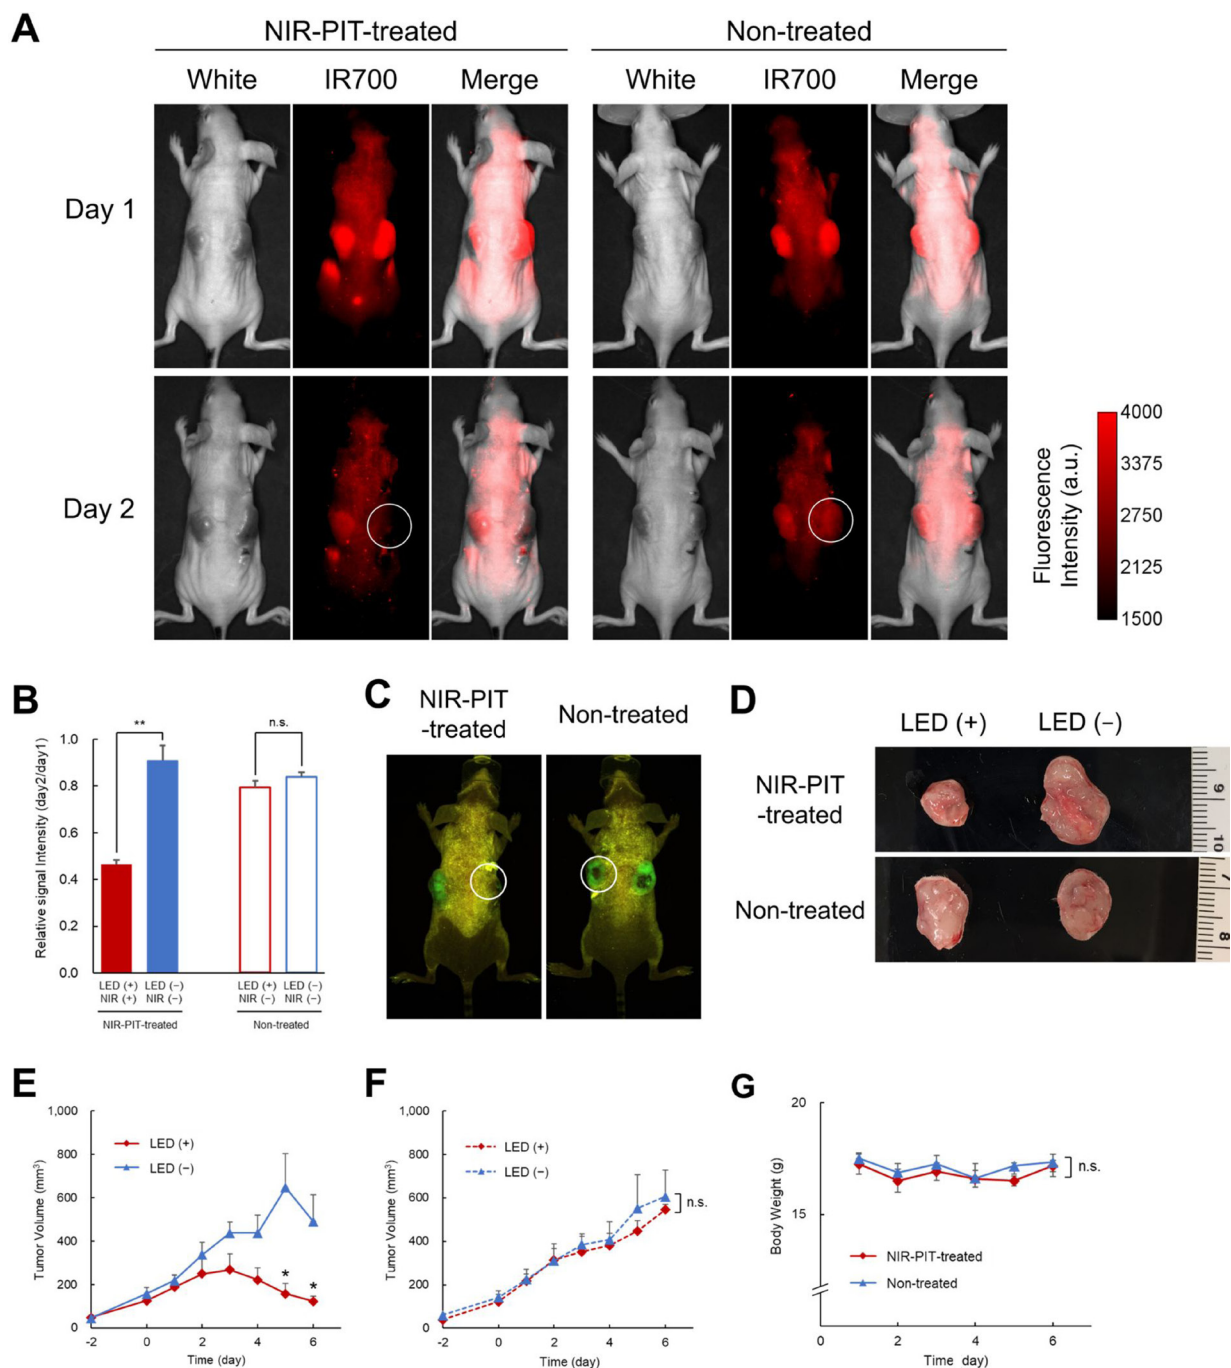 A
NIR-PIT-treated
Non-treated
White
IR700
Merge
White
IR700
Merge
Day 1
Day 2
Fluorescence
Intensity (a.u.)
4000
3375
2750
2125
1500
B
Relative signal Intensity (day2/day1)
1.0
0.8
0.6
0.4
0.2
0.0
**
n.s.
LED (+)
NIR (+)
LED (−)
NIR (−)
LED (+)
NIR (−)
LED (−)
NIR (−)
NIR-PIT-treated
Non-treated
C
NIR-PIT
-treated
Non-treated
D
LED (+)
LED (−)
NIR-PIT
-treated
Non-treated
9
10
7
8
E
Tumor Volume (mm³)
1,000
800
600
400
200
0
LED (+)
LED (−)
*
*
-2
0
2
4
6
Time (day)
F
Tumor Volume (mm³)
1,000
800
600
400
200
0
LED (+)
LED (−)
n.s.
-2
0
2
4
6
Time (day)
G
Body Weight (g)
20
15
n.s.
NIR-PIT-treated
Non-treated
0
2
4
6
Time day)